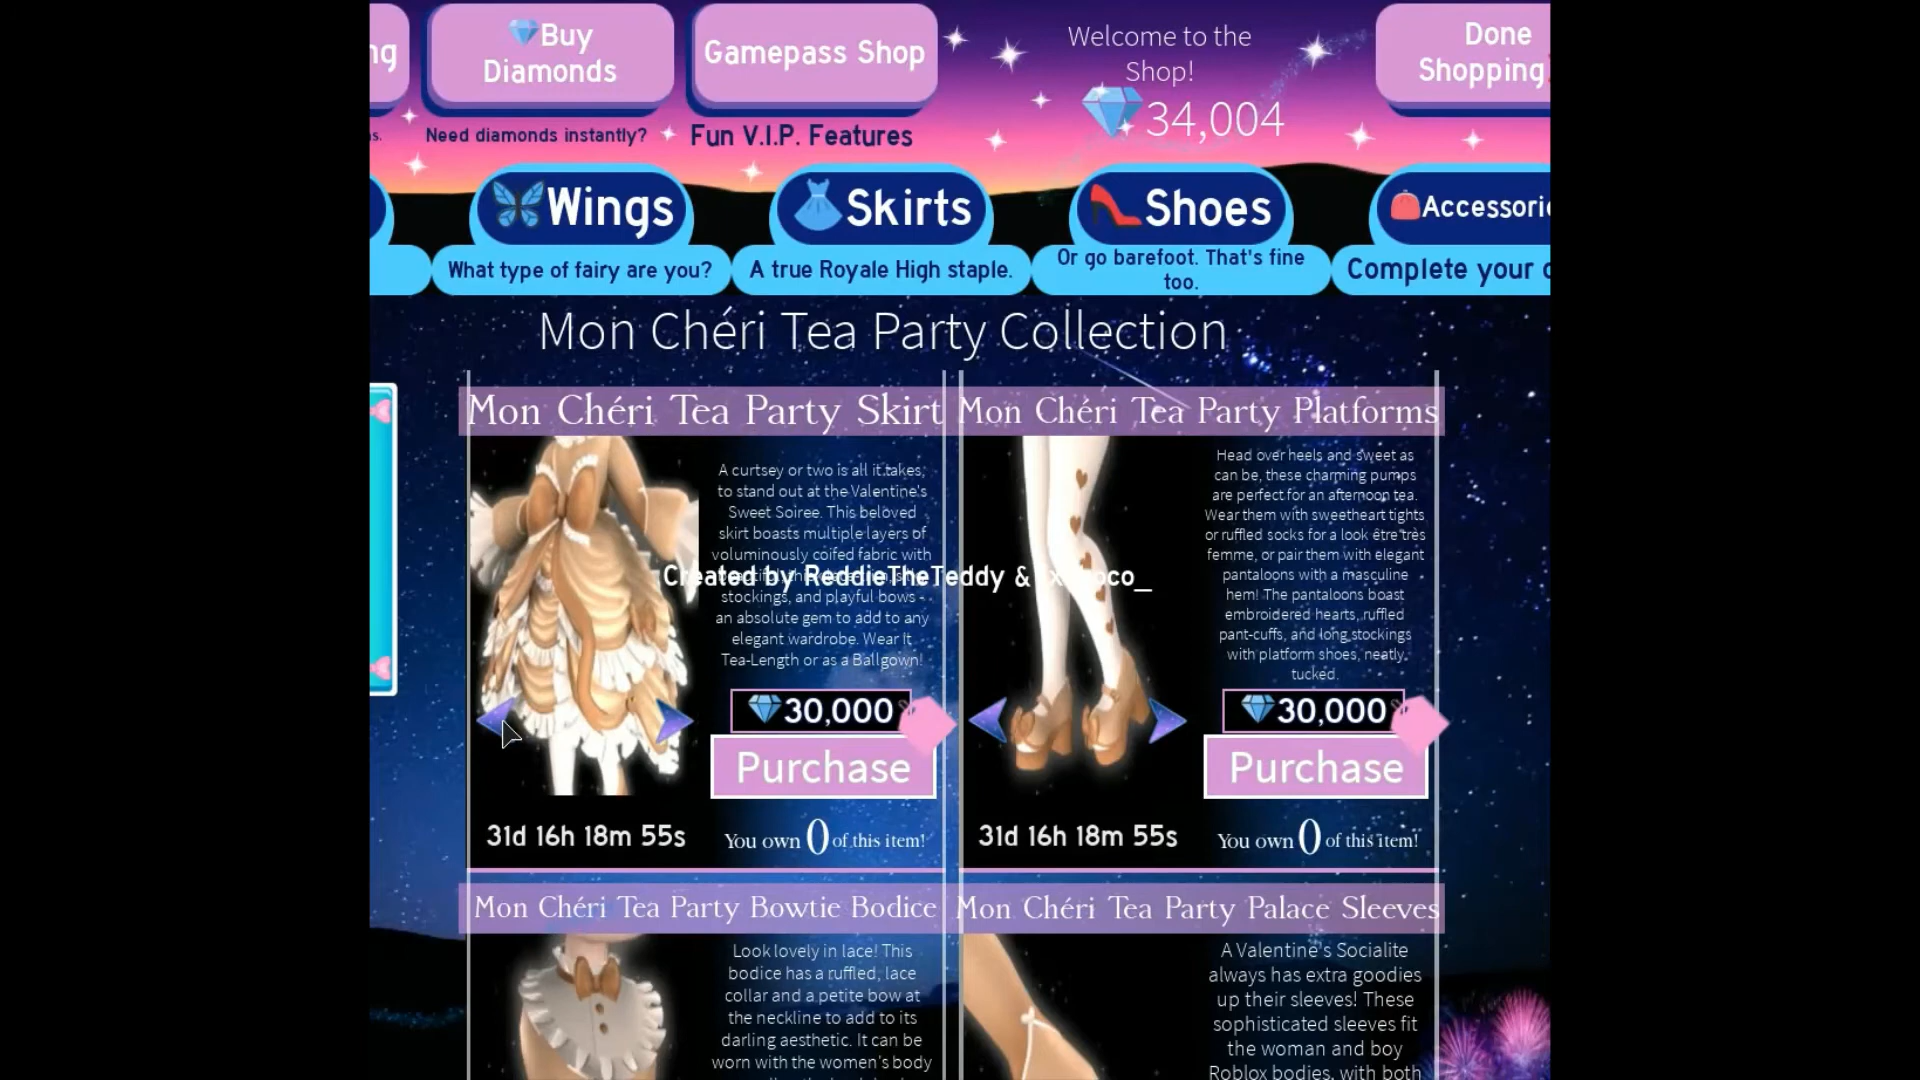 ng
Buy
Diamonds
Gamepass Shop
Welcome to the
Shop!
34,004
Done
Shopping
s.
Need diamonds instantly?
Fun V.I.P. Features
Wings
Skirts
Shoes
Accessorie
What type of fairy are you?
A true Royale High staple.
Or go barefoot. That's fine
too.
Complete your o
Mon Chéri Tea Party Collection
Mon Chéri Tea Party Skirt
A curtsey or two is all it takes,
to stand out at the Valentine's
Sweet Soiree. This beloved
skirt boasts multiple layers of
voluminously coifed fabric with
stockings, and playful bows -
an absolute gem to add to any
elegant wardrobe. Wear It
Tea-Length or as a Ballgown!
30,000
Purchase
31d 16h 18m 55s
You own 0 of this item!
Mon Chéri Tea Party Platforms
Head over heels and sweet as
can be, these charming pumps
are perfect for an afternoon tea.
Wear them with sweetheart tights
or ruffled socks for a look être très
femme, or pair them with elegant
pantaloons with a masculine
hem! The pantaloons boast
embroidered hearts, ruffled
pant-cuffs, and long stockings
with platform shoes, neatly
tucked.
30,000
Purchase
31d 16h 18m 55s
You own 0 of this item!
Created by ReddieTheTeddy &
Mon Chéri Tea Party Bowtie Bodice
Look lovely in lace! This
bodice has a ruffled, lace
collar and a petite bow at
the neckline to add to its
darling aesthetic. It can be
worn with the women's body
Mon Chéri Tea Party Palace Sleeves
A Valentine's Socialite
always has extra goodies
up their sleeves! These
sophisticated sleeves fit
the woman and boy
Roblox bodies, with both